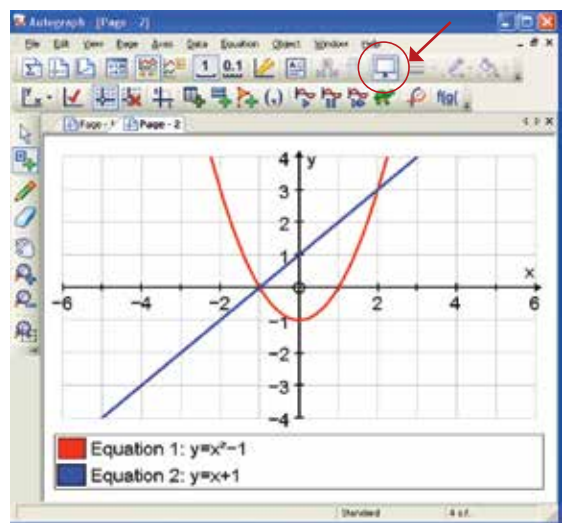 Autograph - [Page - 2]
File Edit View Page Axes Data Equation Object Window Help
1 0.1
(,)
Page - 1 Page - 2
4 y
3
2
1
x
-6 -4 -2 2 4 6
-1
-2
-3
-4
Equation 1: y=x²-1
Equation 2: y=x+1
Standard